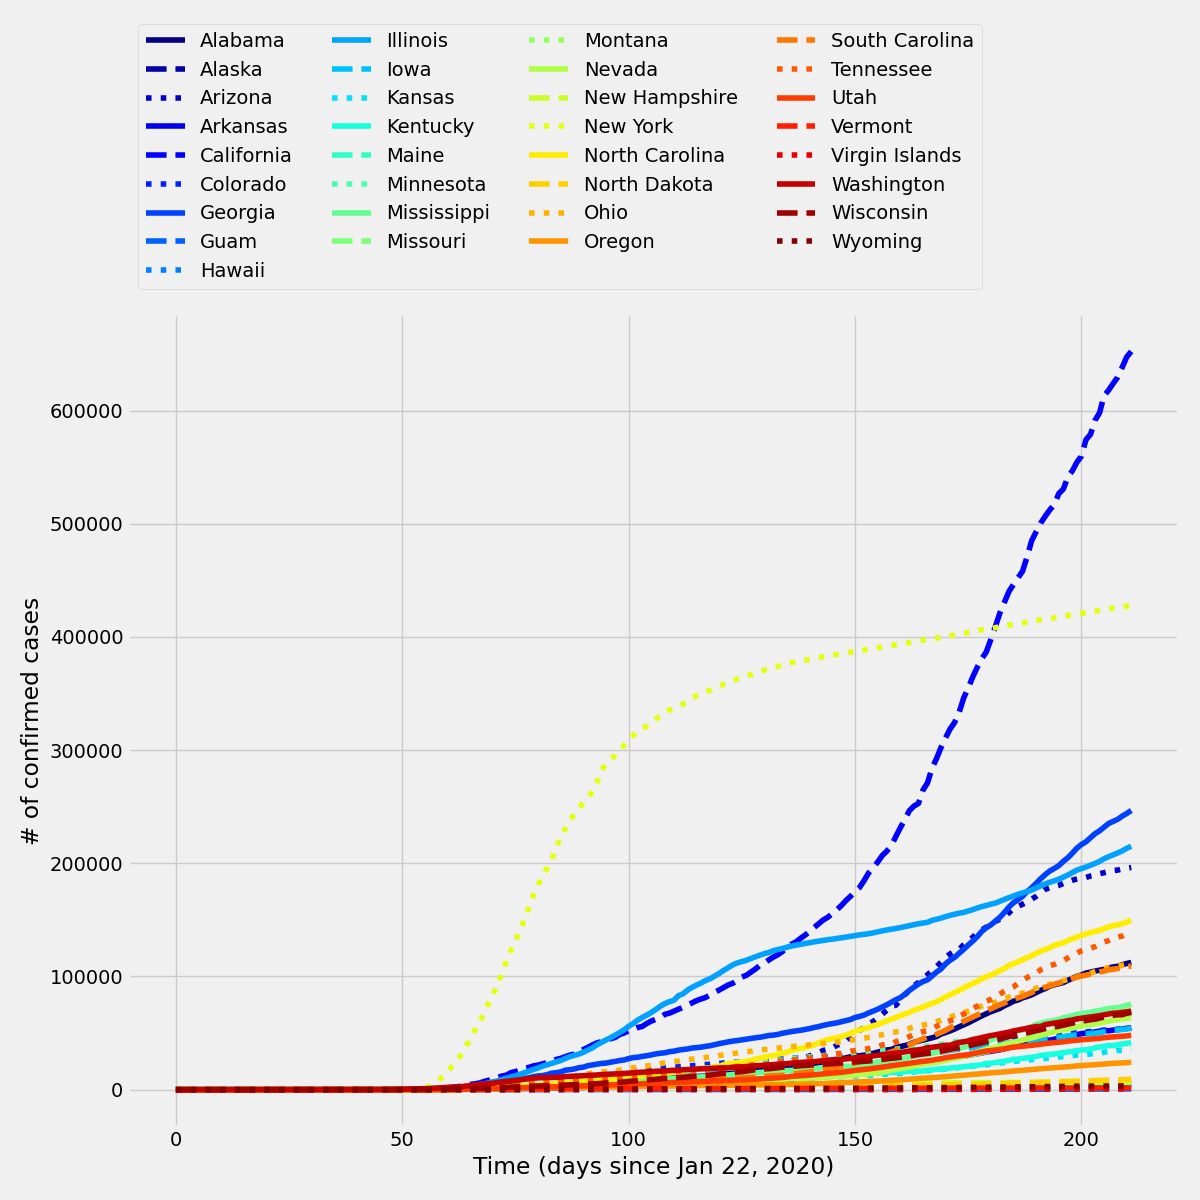 Alabama
Alaska
Arizona
Arkansas
California
Colorado
Georgia
Guam
Hawaii
Illinois
Iowa
Kansas
Kentucky
Maine
Minnesota
Mississippi
Missouri
Montana
Nevada
New Hampshire
New York
North Carolina
North Dakota
Ohio
Oregon
South Carolina
Tennessee
Utah
Vermont
Virgin Islands
Washington
Wisconsin
Wyoming
# of confirmed cases
600000
500000
400000
300000
200000
100000
0
0 50 100 150 200
Time (days since Jan 22, 2020)